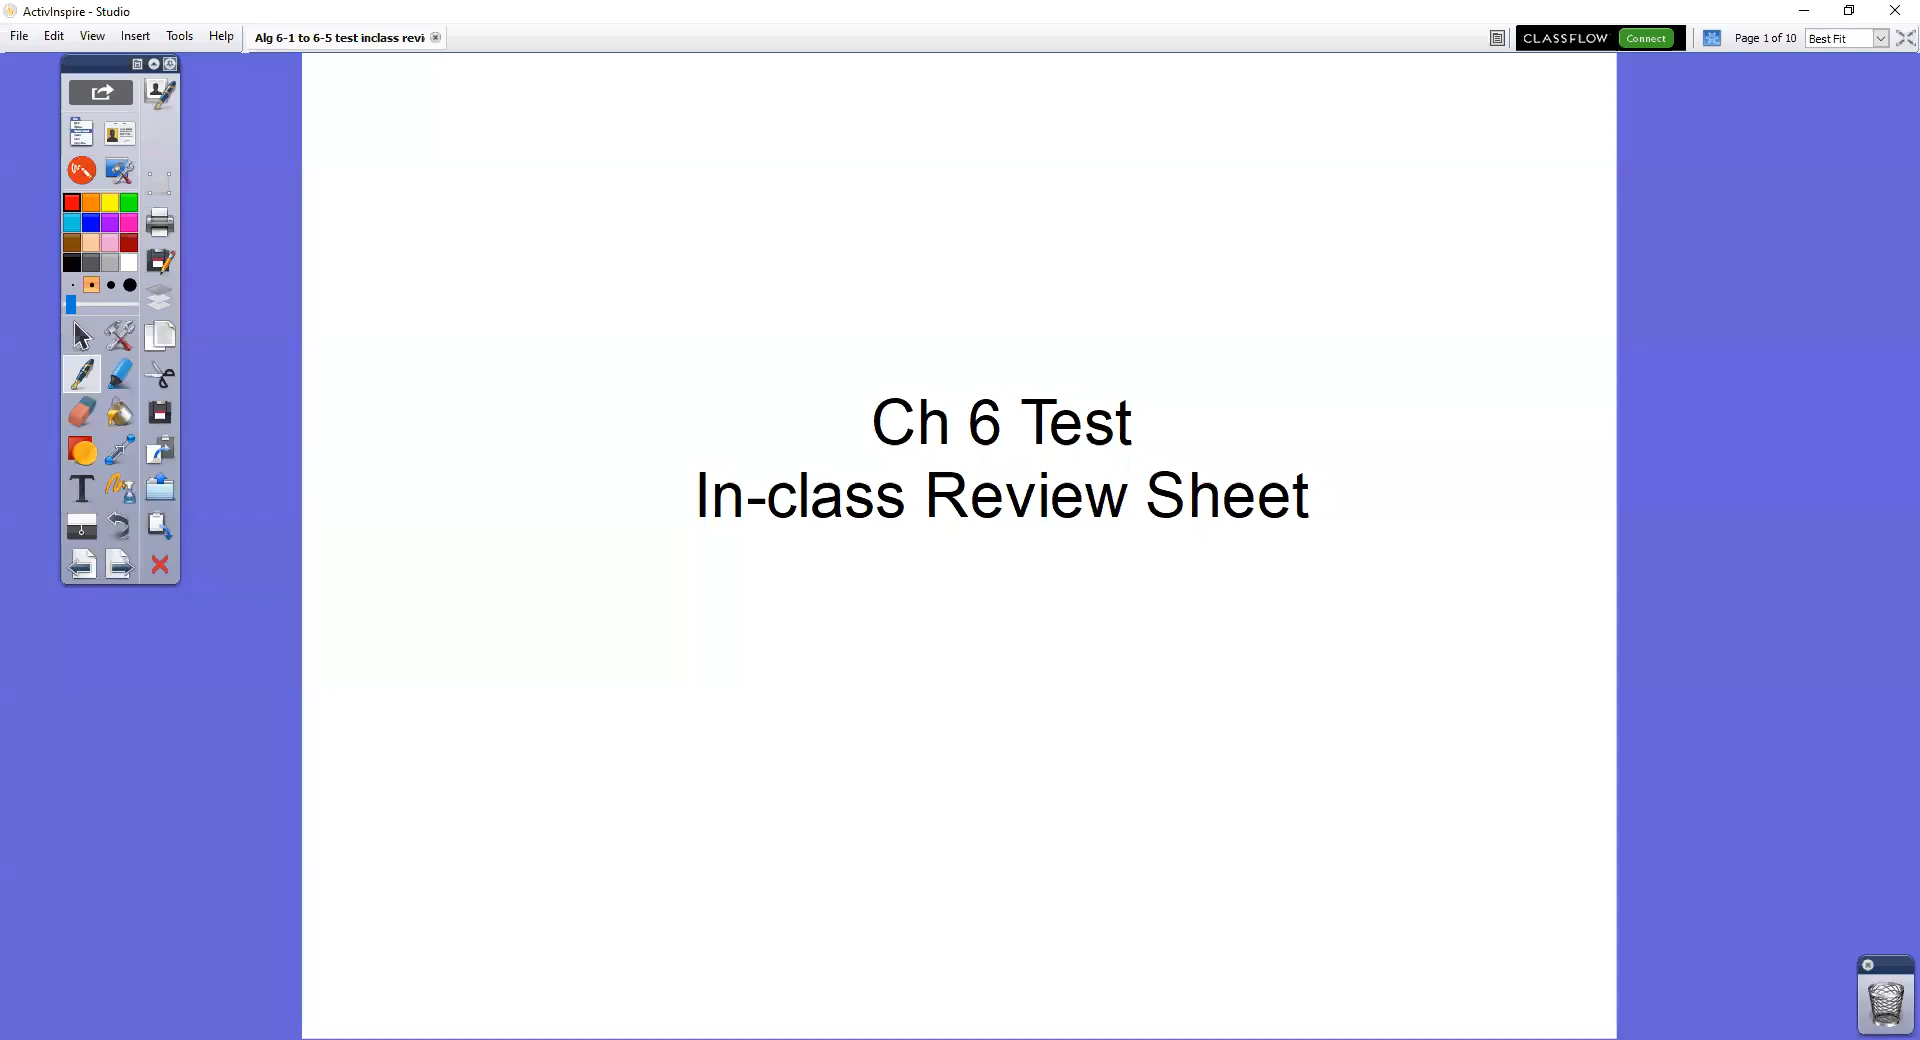 ActivInspire - Studio
File Edit View Insert Tools Help
Alg 6-1 to 6-5 test inclass revi
CLASSFLOW Connect
Page 1 of 10
Best Fit
Ch 6 Test
In-class Review Sheet